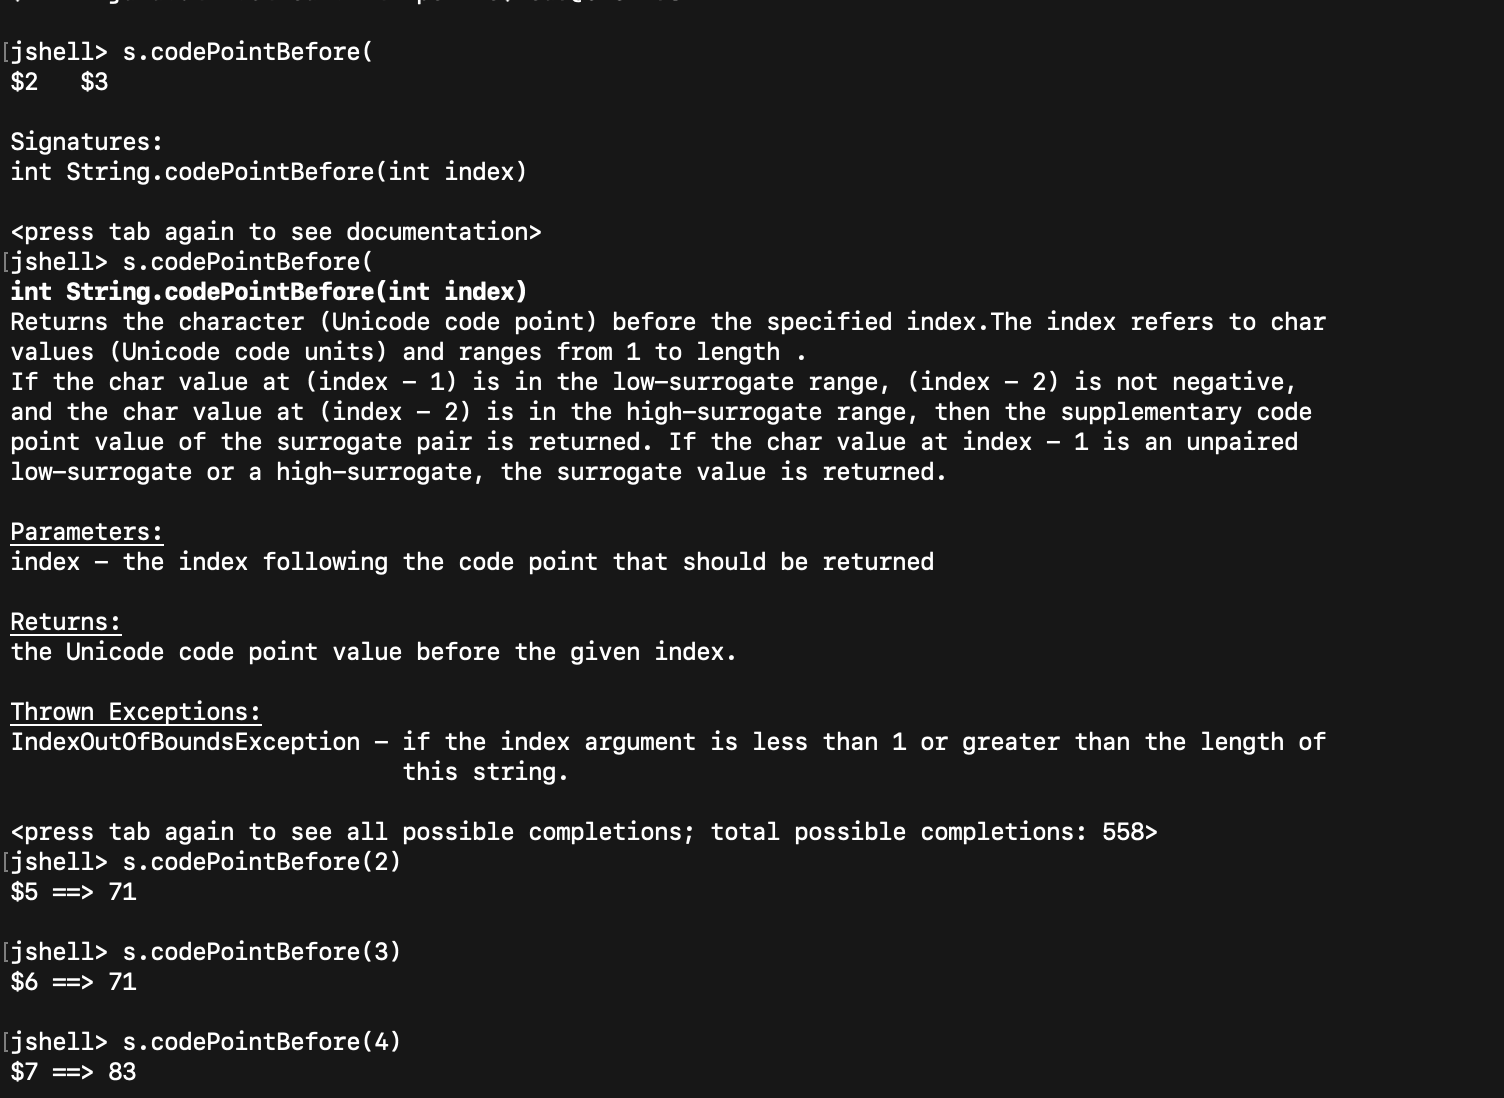 [jshell> s.codePointBefore(
$2   $3
Signatures:
int String.codePointBefore(int index)
<press tab again to see documentation>
[jshell> s.codePointBefore(
int String.codePointBefore(int index)
Returns the character (Unicode code point) before the specified index.The index refers to char
values (Unicode code units) and ranges from 1 to length .
If the char value at (index - 1) is in the low-surrogate range, (index - 2) is not negative,
and the char value at (index - 2) is in the high-surrogate range, then the supplementary code
point value of the surrogate pair is returned. If the char value at index - 1 is an unpaired
low-surrogate or a high-surrogate, the surrogate value is returned.
Parameters:
index - the index following the code point that should be returned
Returns:
the Unicode code point value before the given index.
Thrown Exceptions:
IndexOutOfBoundsException - if the index argument is less than 1 or greater than the length of
this string.
<press tab again to see all possible completions; total possible completions: 558>
[jshell> s.codePointBefore(2)
$5 ==> 71
[jshell> s.codePointBefore(3)
$6 ==> 71
[jshell> s.codePointBefore(4)
$7 ==> 83